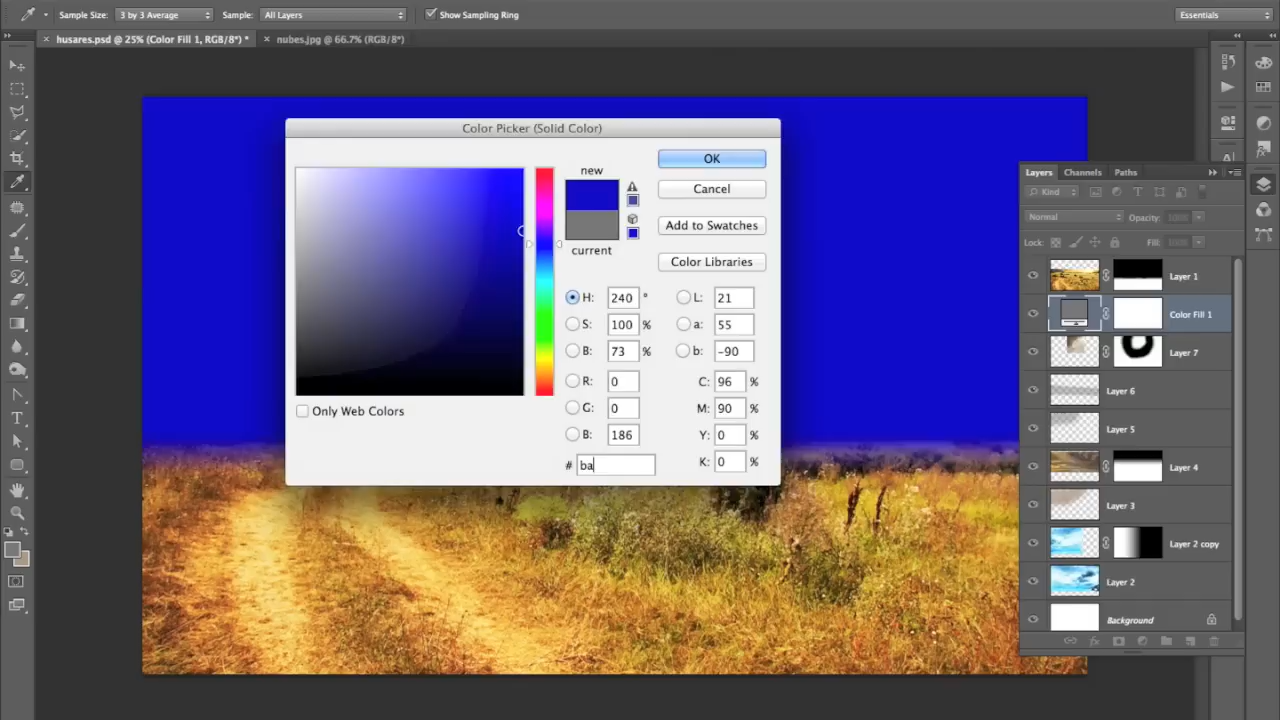 Sample Size: 3 by 3 Average Sample: All Layers Show Sampling Ring Essentials
husares.psd @ 25% (Color Fill 1, RGB/8*) * nubes.jpg @ 66.7% (RGB/8*)
Color Picker (Solid Color)
new
current
OK
Cancel
Add to Swatches
Color Libraries
H: 240 ° L: 21
S: 100 % a: 55
B: 73 % b: -90
R: 0 C: 96 %
G: 0 M: 90 %
B: 186 Y: 0 %
# ba K: 0 %
Only Web Colors
Layers Channels Paths
Kind
Normal Opacity: 100%
Lock: Fill: 100%
Layer 1
Color Fill 1
Layer 7
Layer 6
Layer 5
Layer 4
Layer 3
Layer 2 copy
Layer 2
Background